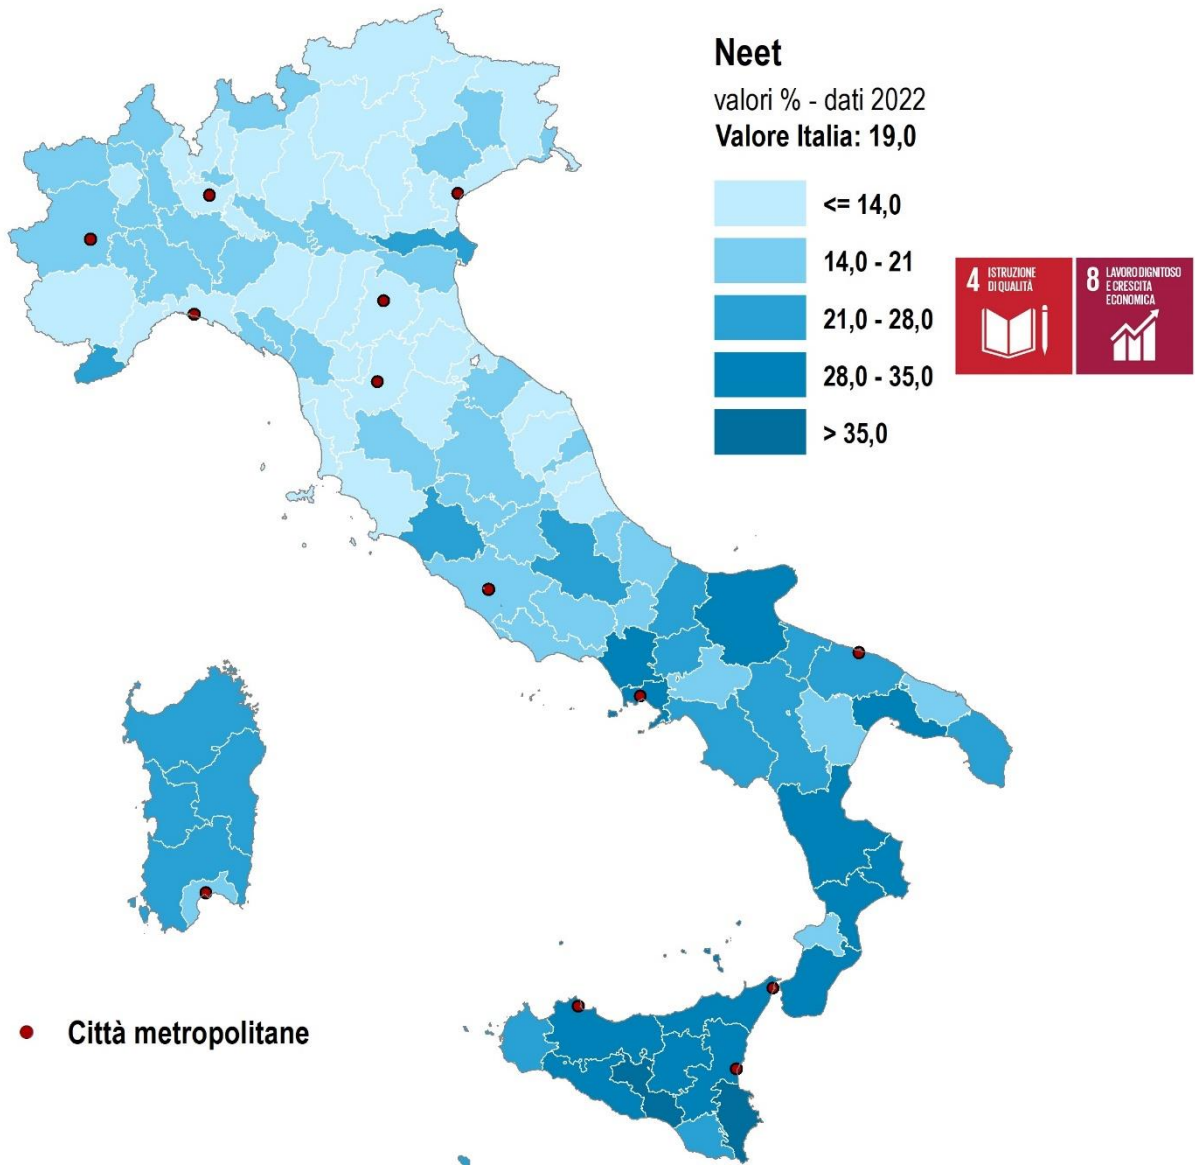 Neet
valori % - dati 2022
Valore Italia: 19,0
<= 14,0
14,0 - 21
21,0 - 28,0
28,0 - 35,0
> 35,0
4 ISTRUZIONE
DI QUALITÀ
8 LAVORO DIGNITOSO
E CRESCITA
ECONOMICA
Città metropolitane